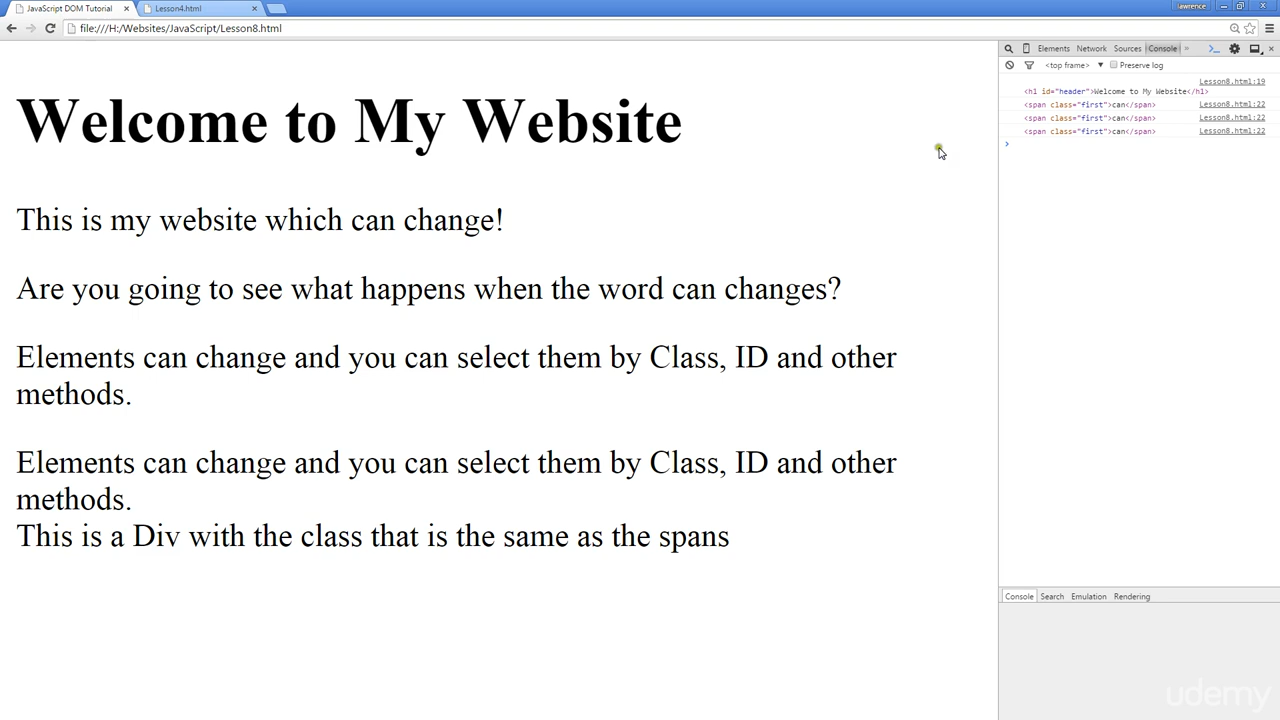 JavaScript DOM Tutorial
Lesson4.html
lawrence
file:///H:/Websites/JavaScript/Lesson8.html
Elements Network Sources Console »
<top frame> ▼ Preserve log
Lesson8.html:19
<h1 id="header">Welcome to My Website</h1>
<span class="first">can</span> Lesson8.html:22
<span class="first">can</span> Lesson8.html:22
<span class="first">can</span> Lesson8.html:22
Welcome to My Website
This is my website which can change!
Are you going to see what happens when the word can changes?
Elements can change and you can select them by Class, ID and other
methods.
Elements can change and you can select them by Class, ID and other
methods.
This is a Div with the class that is the same as the spans
Console Search Emulation Rendering
udemy